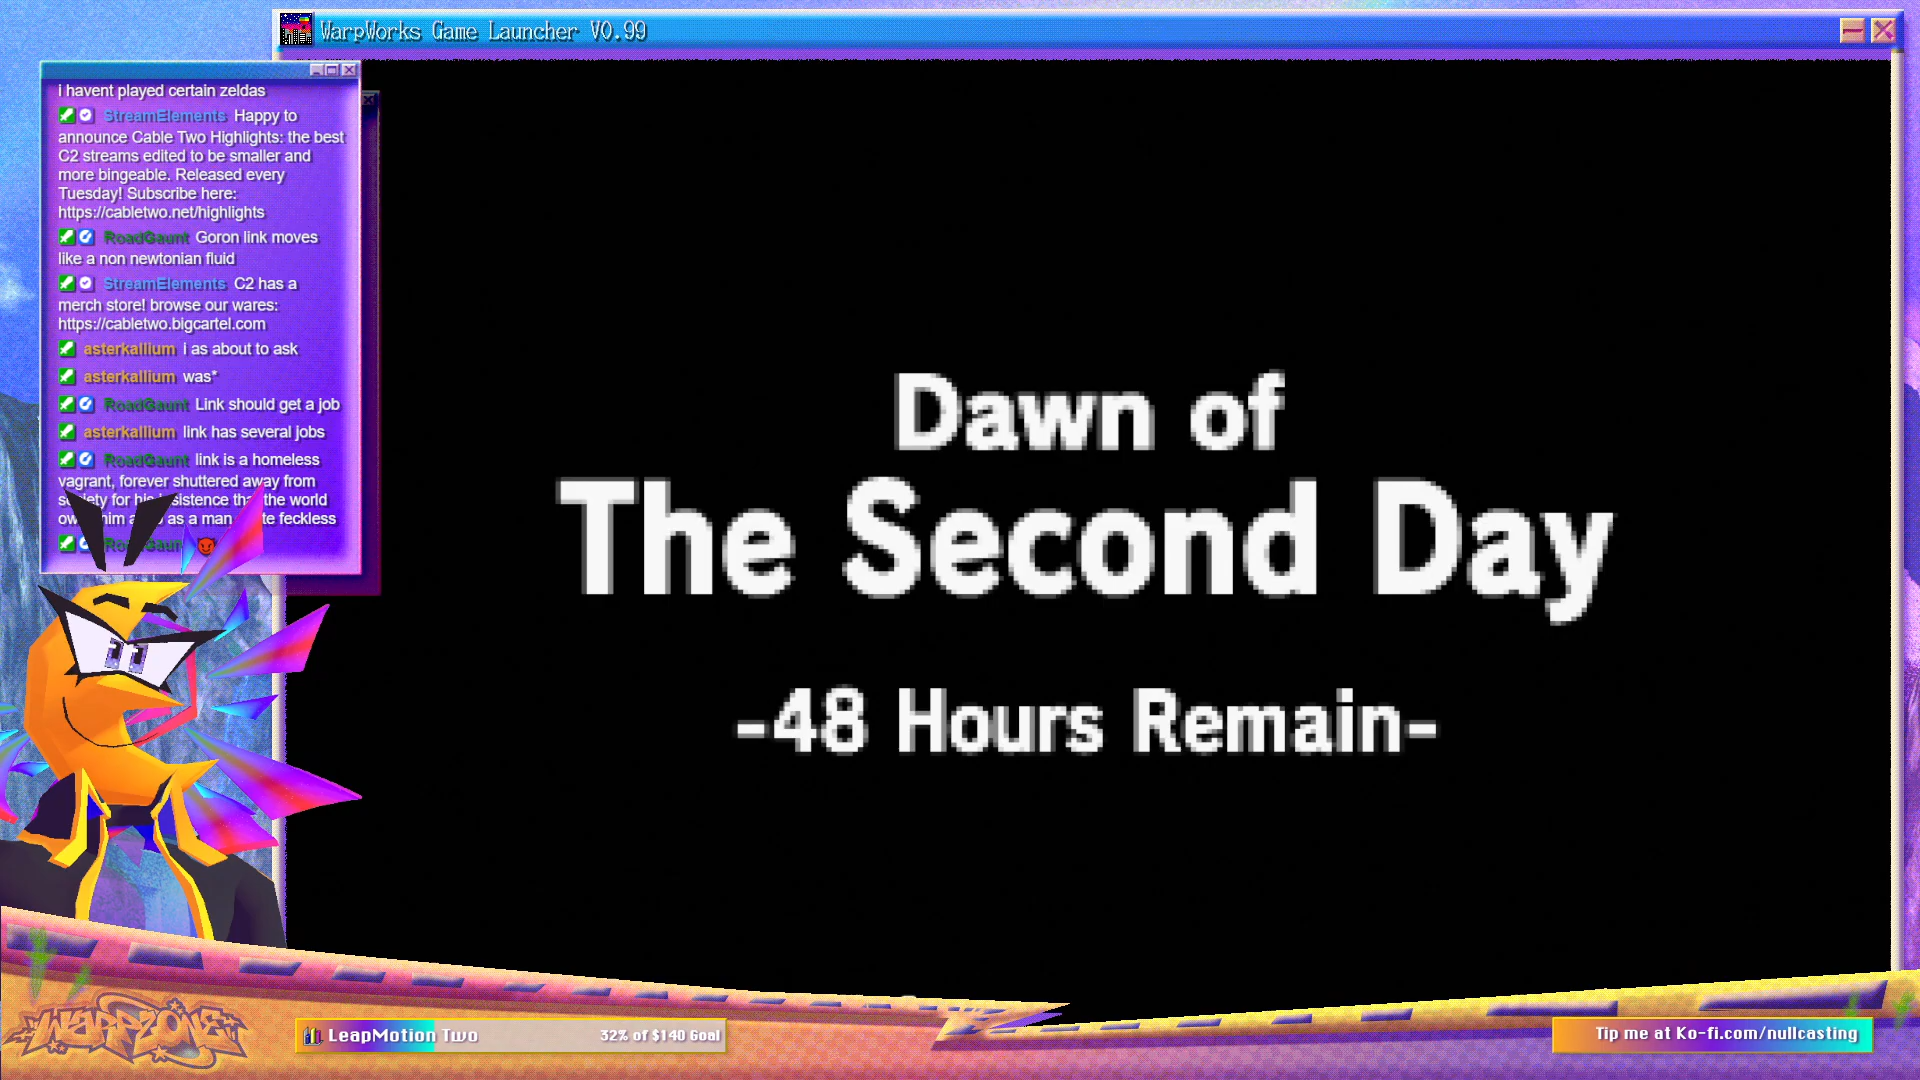 WarpWorks Game Launcher V0.99
i havent played certain zeldas
StreamElements Happy to
announce Cable Two Highlights: the best
C2 streams edited to be smaller and
more bingeable. Released every
Tuesday! Subscribe here:
https://cabletwo.net/highlights
RoadGaunt Goron link moves
like a non newtonian fluid
StreamElements C2 has a
merch store! browse our wares:
https://cabletwo.bigcartel.com
asterkallium i as about to ask
asterkallium was*
RoadGaunt Link should get a job
asterkallium link has several jobs
RoadGaunt link is a homeless
vagrant, forever shuttered away from
for his the world
him as a man feckless
RoadGaunt
Dawn of
The Second Day
-48 Hours Remain-
WARPZONE
LeapMotion Two
32% of $140 Goal
Tip me at Ko-fi.com/nullcasting